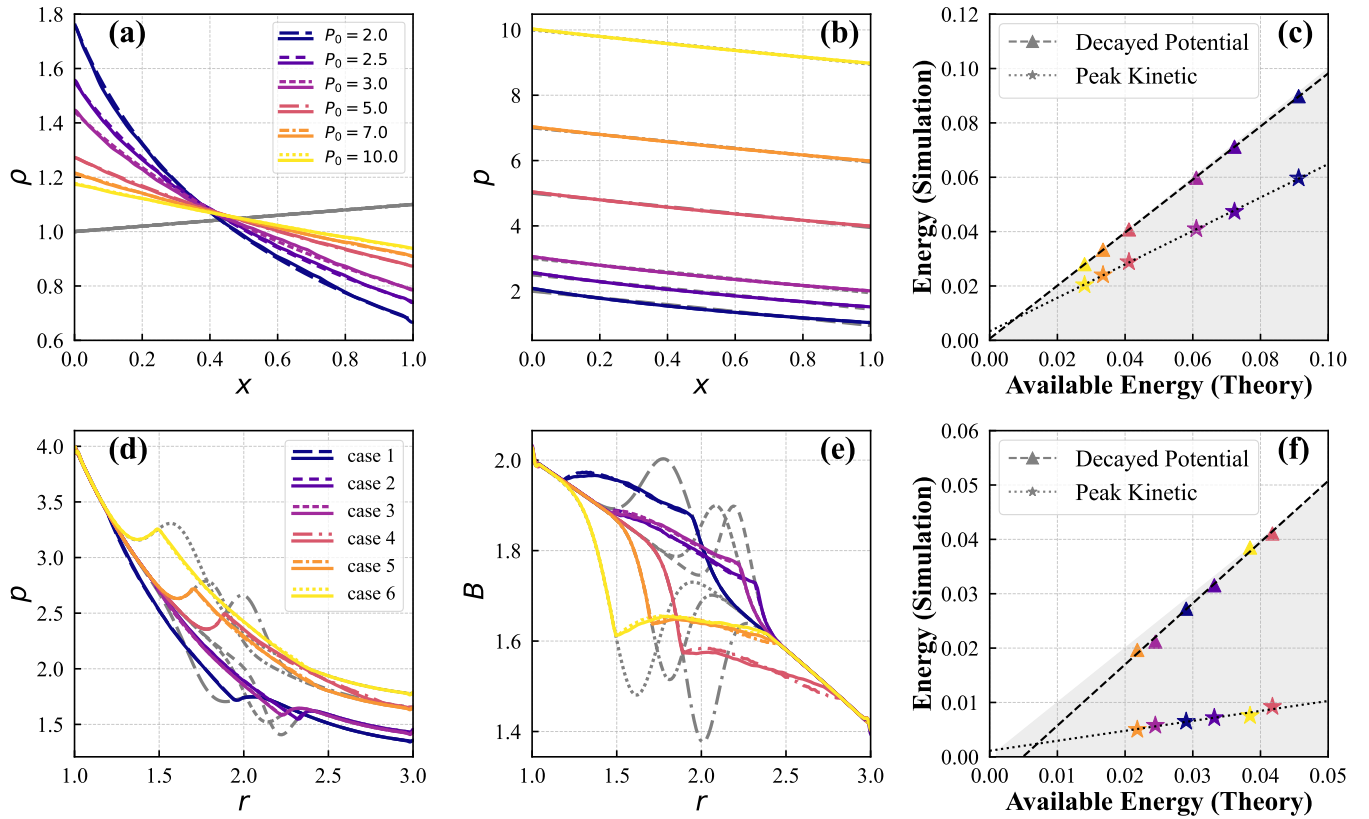 (a)
P₀ = 2.0
P₀ = 2.5
P₀ = 3.0
P₀ = 5.0
P₀ = 7.0
P₀ = 10.0
ρ
1.8
1.6
1.4
1.2
1.0
0.8
0.6
0.0 0.2 0.4 0.6 0.8 1.0
x
(b)
p
10
8
6
4
2
0.0 0.2 0.4 0.6 0.8 1.0
x
(c)
Decayed Potential
Peak Kinetic
Energy (Simulation)
0.12
0.10
0.08
0.06
0.04
0.02
0.00
0.00 0.02 0.04 0.06 0.08 0.10
Available Energy (Theory)
(d)
case 1
case 2
case 3
case 4
case 5
case 6
p
4.0
3.5
3.0
2.5
2.0
1.5
1.0 1.5 2.0 2.5 3.0
r
(e)
B
2.0
1.8
1.6
1.4
1.0 1.5 2.0 2.5 3.0
r
(f)
Decayed Potential
Peak Kinetic
Energy (Simulation)
0.06
0.05
0.04
0.03
0.02
0.01
0.00
0.00 0.01 0.02 0.03 0.04 0.05
Available Energy (Theory)